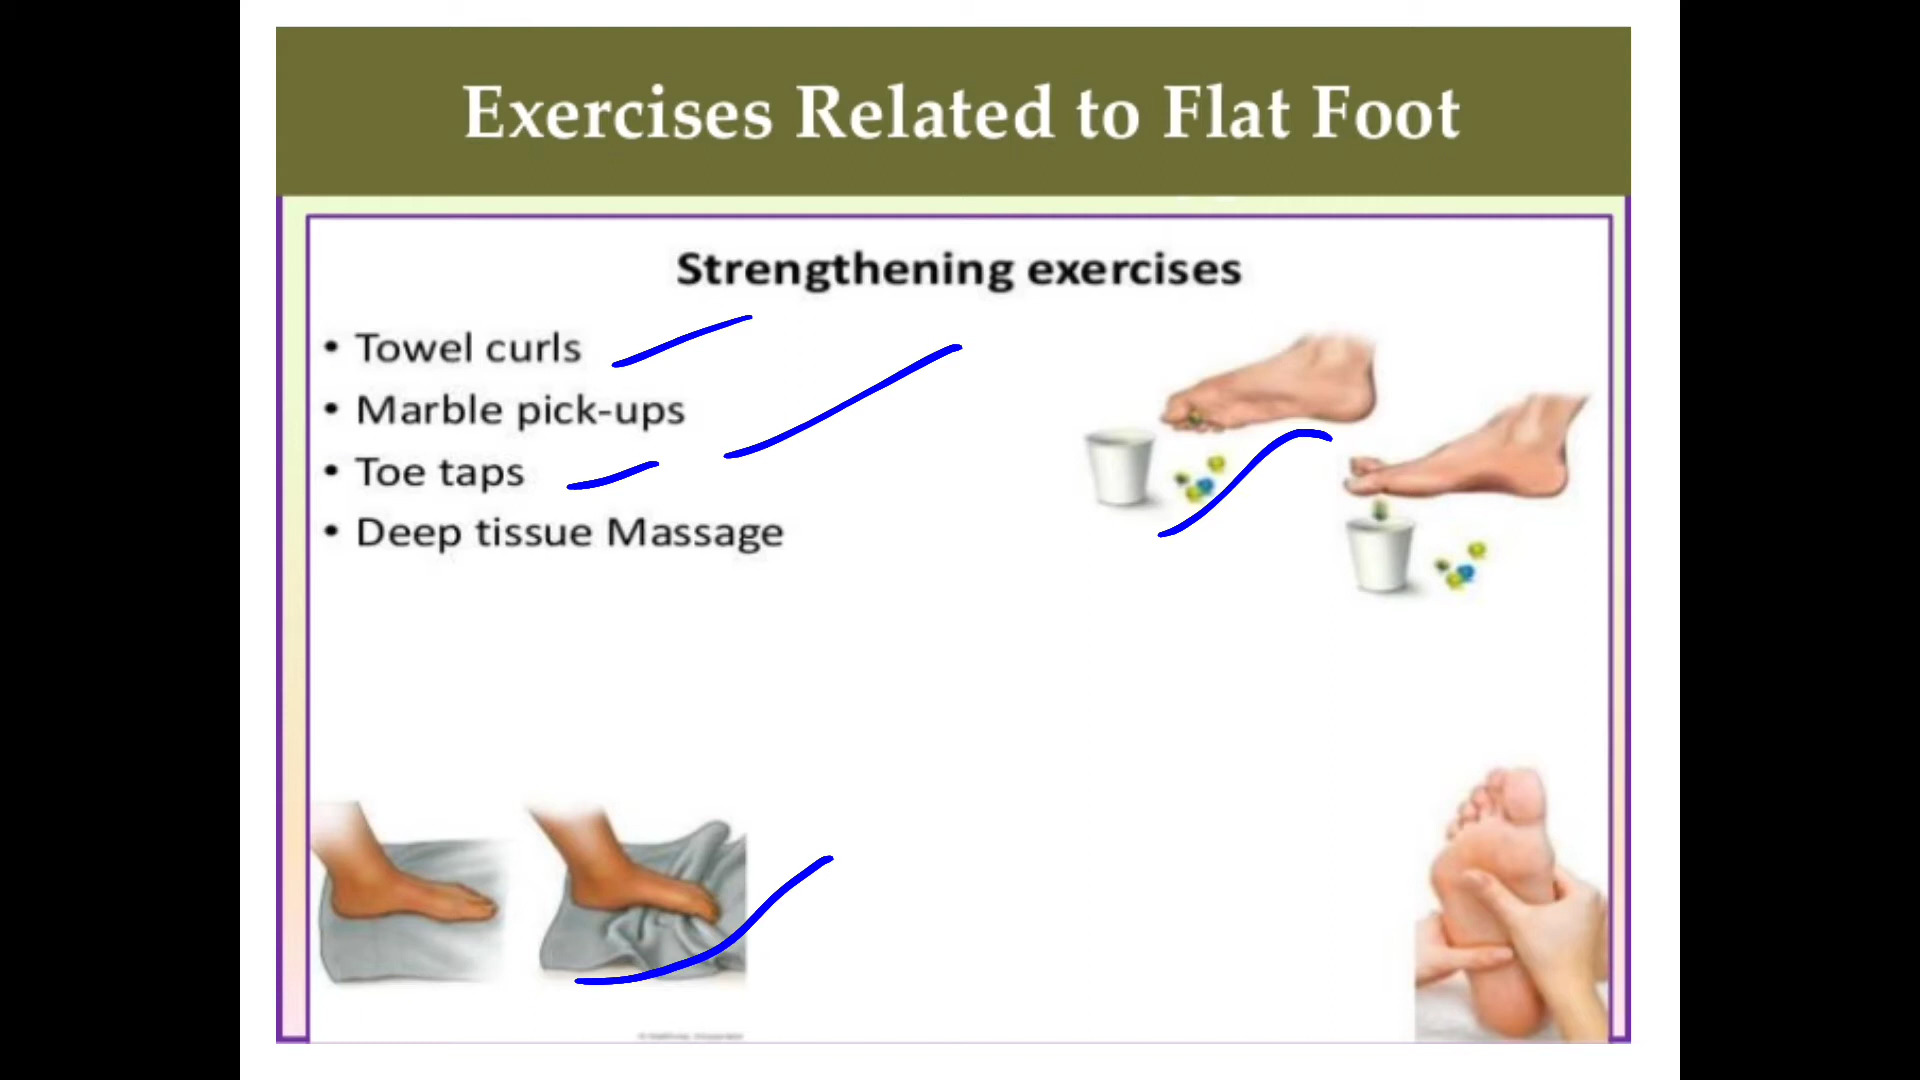 Exercises Related to Flat Foot
Strengthening exercises
• Towel curls
• Marble pick-ups
• Toe taps
• Deep tissue Massage